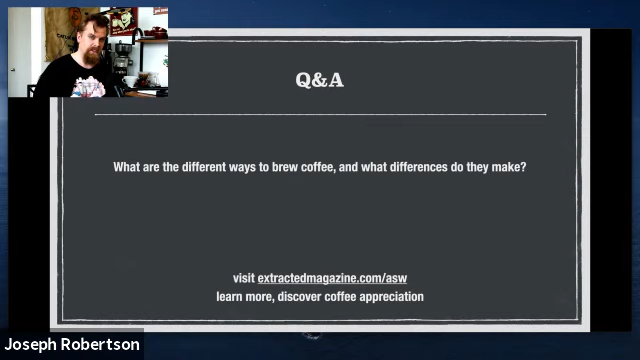 Q&A
What are the different ways to brew coffee, and what differences do they make?
visit extractedmagazine.com/asw
learn more, discover coffee appreciation
Joseph Robertson